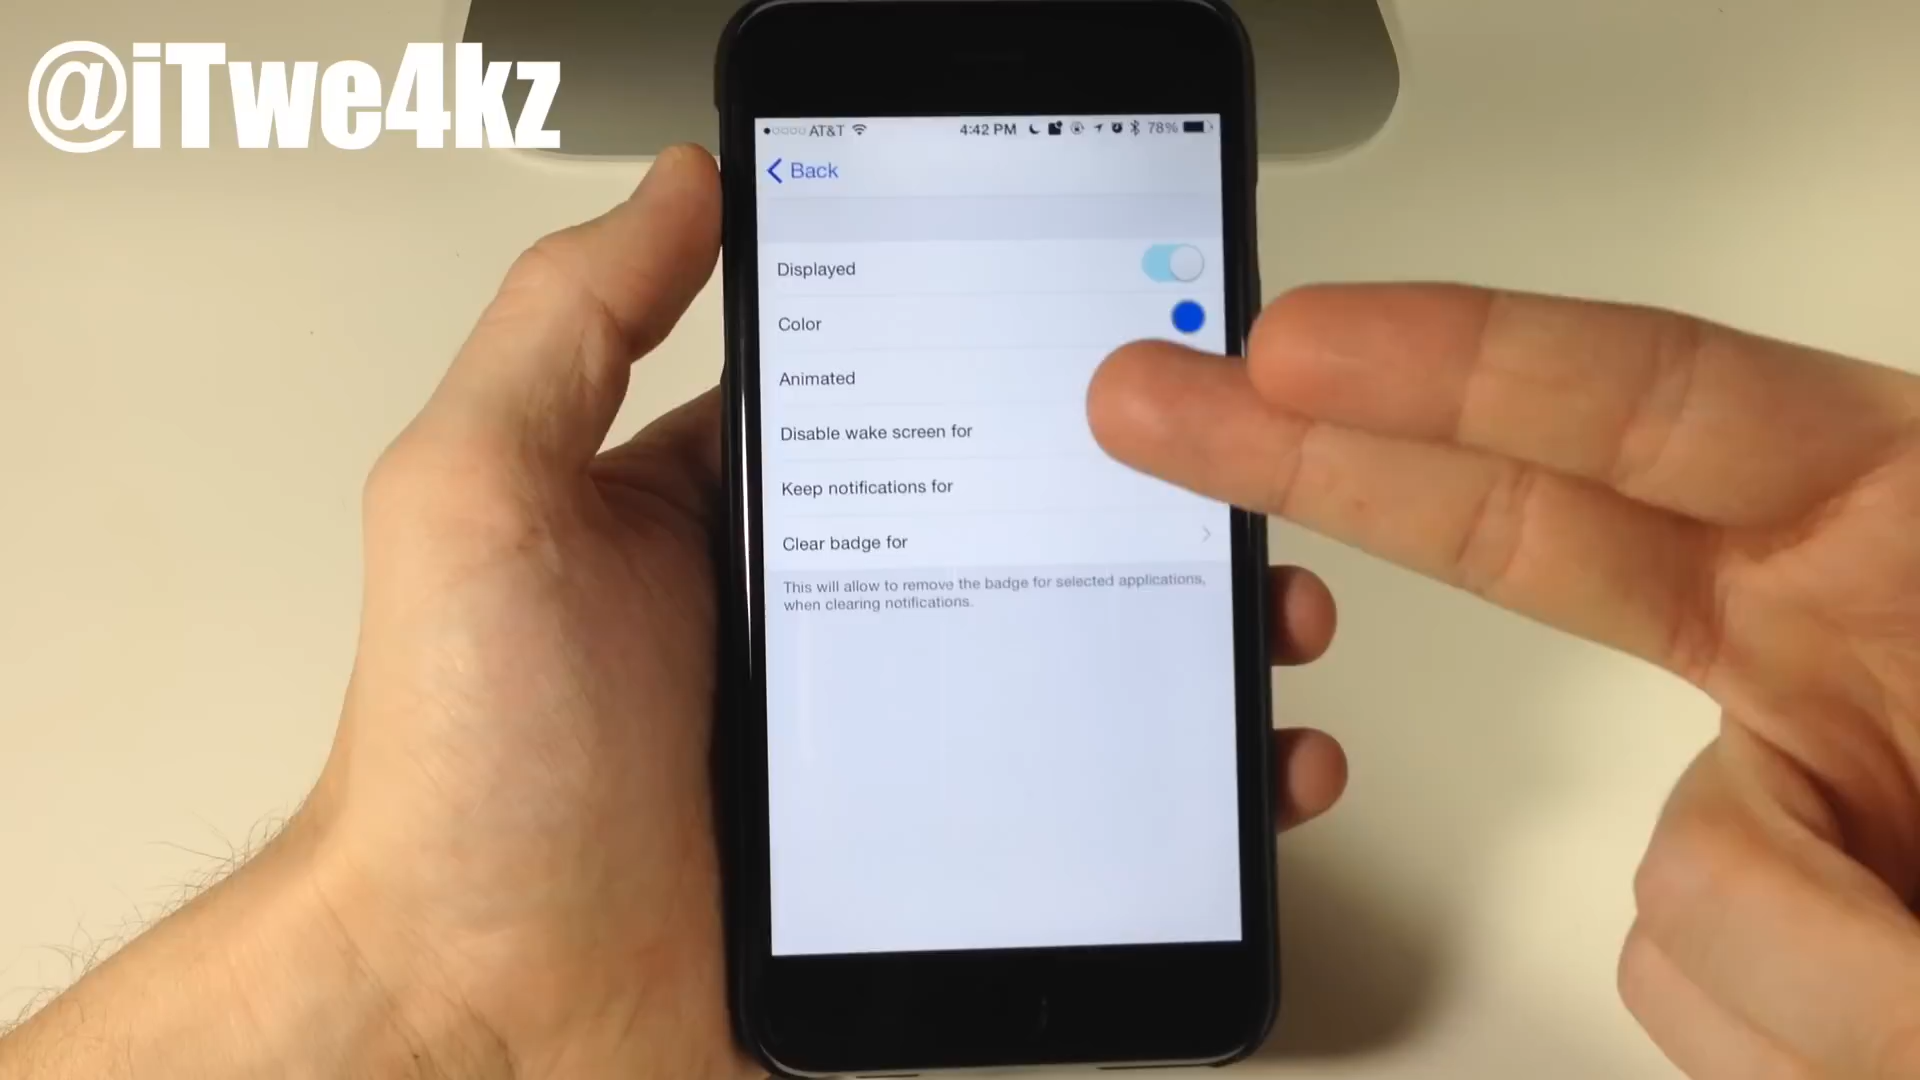 @iTwe4kz
AT&T 4:42 PM 78%
Back
Displayed
Color
Animated
Disable wake screen for
Keep notifications for
Clear badge for
This will allow to remove the badge for selected applications,
when clearing notifications.